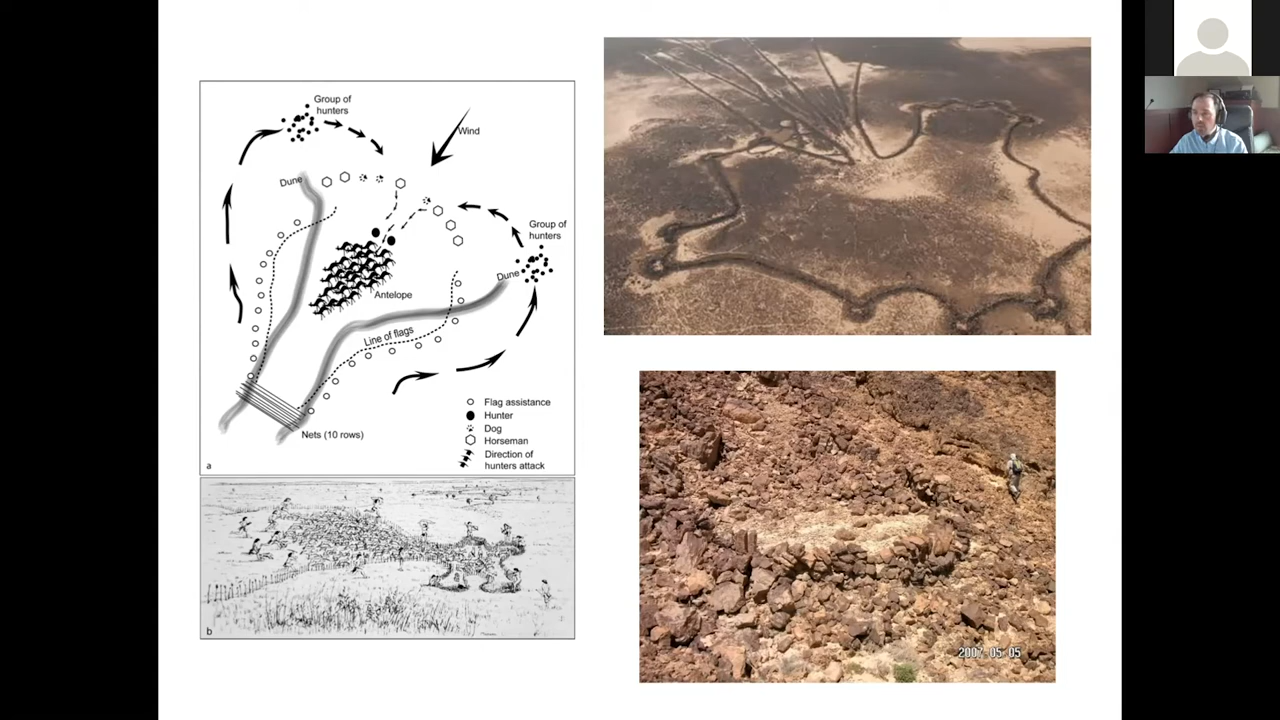 Group of
hunters
Wind
Dune
Group of
hunters
Dune
Antelope
Line of flags
Flag assistance
Hunter
Dog
Horseman
Direction of
hunters attack
Nets (10 rows)
a
b
2007.05.05